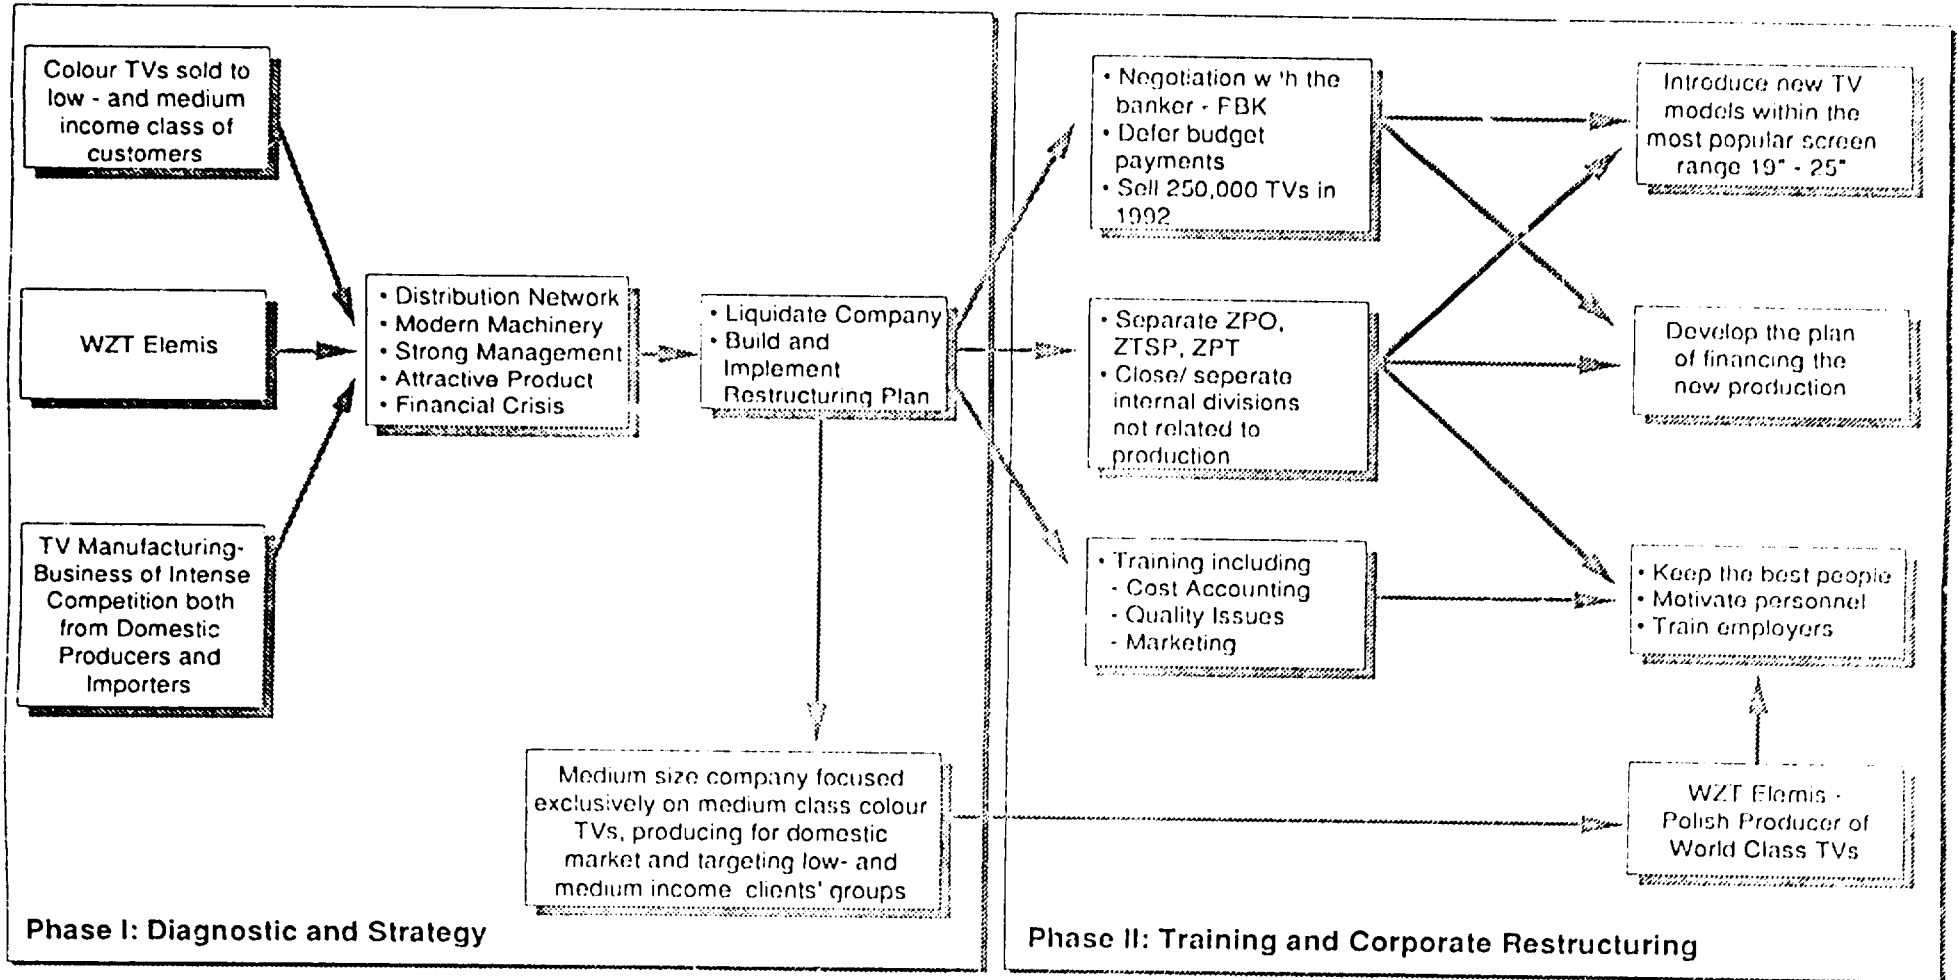 Colour TVs sold to
low - and medium
income class of
customers
WZT Elemis
TV Manufacturing-
Business of Intense
Competition both
from Domestic
Producers and
Importers
• Distribution Network
• Modern Machinery
• Strong Management
• Attractive Product
• Financial Crisis
• Liquidate Company
• Build and
Implement
Restructuring Plan
Medium size company focused
exclusively on medium class colour
TVs, producing for domestic
market and targeting low- and
medium income clients' groups
Phase I: Diagnostic and Strategy
• Negotiation with the
banker - PBK
• Defer budget
payments
• Sell 250,000 TVs in
1992
• Separate ZPO,
ZTSP, ZPT
• Close/ seperate
internal divisions
not related to
production
• Training including
- Cost Accounting
- Quality Issues
- Marketing
Introduce new TV
models within the
most popular screen
range 19" - 25"
Develop the plan
of financing the
new production
• Keep the best people
• Motivate personnel
• Train employers
WZT Elemis -
Polish Producer of
World Class TVs
Phase II: Training and Corporate Restructuring